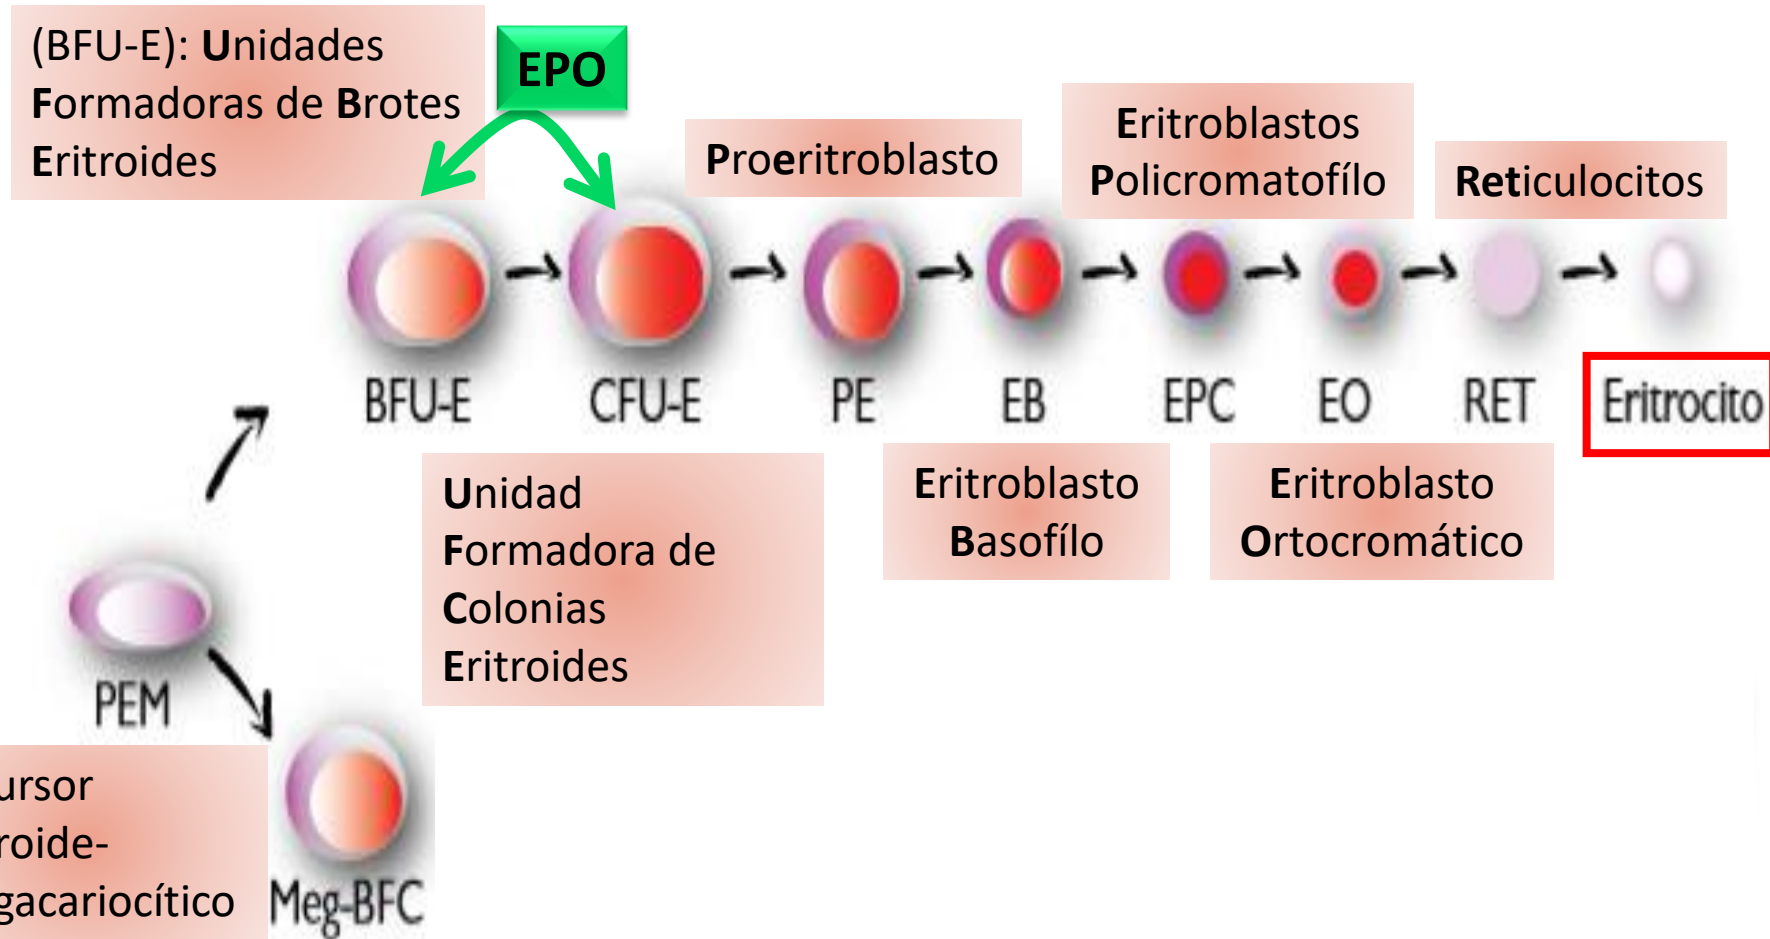 (BFU-E): Unidades
Formadoras de Brotes
Eritroides
EPO
Proeritroblasto
Eritroblastos
Policromatofílo
Reticulocitos
BFU-E
CFU-E
PE
EB
EPC
EO
RET
Eritrocito
Unidad
Formadora de
Colonias
Eritroides
Eritroblasto
Basofílo
Eritroblasto
Ortocromático
PEM
ursor
roide-
gacariocítico
Meg-BFC